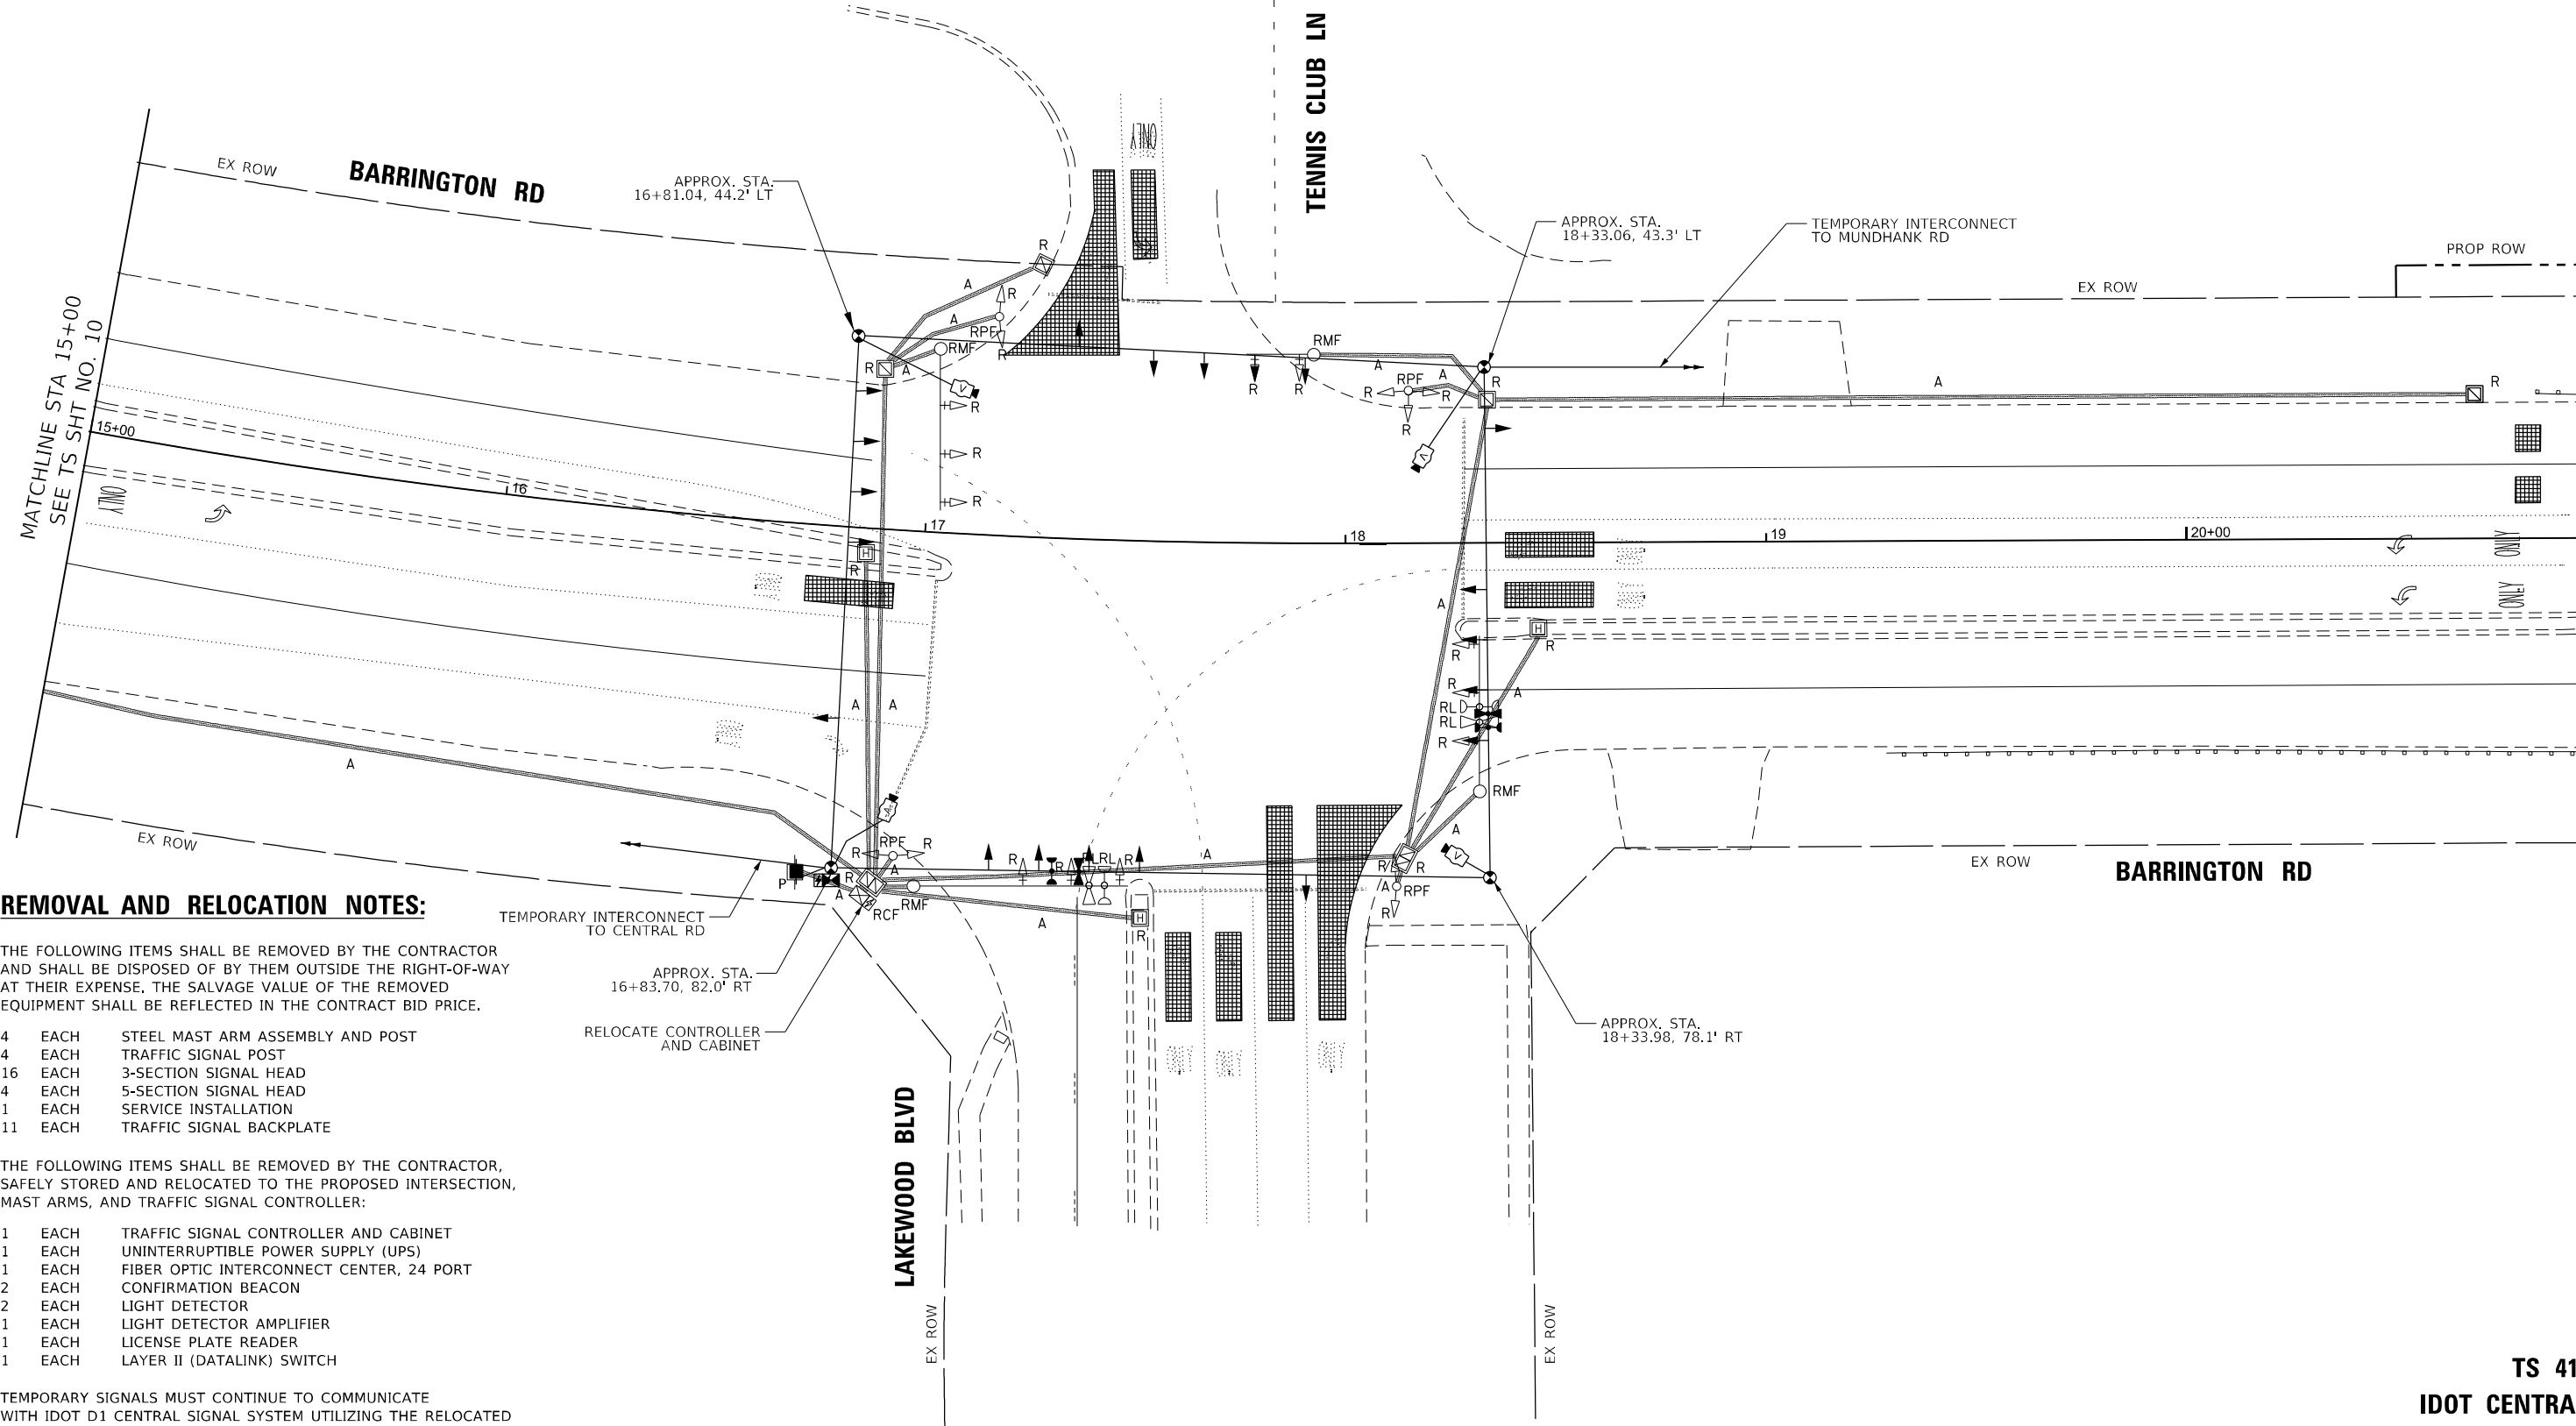 TENNIS CLUB LN
ONLY
EX ROW
BARRINGTON RD
APPROX. STA.
16+81.04, 44.2' LT
APPROX. STA.
18+33.06, 43.3' LT
TEMPORARY INTERCONNECT
TO MUNDHANK RD
PROP ROW
EX ROW
MATCHLINE STA 15+00
SEE TS SHT NO. 10
R
A
R
A
RPF
R
RMF
R
A
RMF
A
R
R
RPF
A
R
R
R
R
A
R
R
R
R
15+00
ONLY
16
17
18
19
20+00
ONLY
ONLY
H
R
A
H
R
R
A
A
R
A
RL
RL
R
RMF
A
A
EX ROW
RPF
R
R
A
R
R
RL
R
A
R
R
A
RPF
R
P
R
A
RCF
RMF
A
H
R
EX ROW
BARRINGTON RD
TEMPORARY INTERCONNECT
TO CENTRAL RD
APPROX. STA.
16+83.70, 82.0' RT
RELOCATE CONTROLLER
AND CABINET
APPROX. STA.
18+33.98, 78.1' RT
LAKEWOOD BLVD
EX ROW
EX ROW
REMOVAL AND RELOCATION NOTES:
THE FOLLOWING ITEMS SHALL BE REMOVED BY THE CONTRACTOR
AND SHALL BE DISPOSED OF BY THEM OUTSIDE THE RIGHT-OF-WAY
AT THEIR EXPENSE. THE SALVAGE VALUE OF THE REMOVED
EQUIPMENT SHALL BE REFLECTED IN THE CONTRACT BID PRICE.
4 EACH STEEL MAST ARM ASSEMBLY AND POST
4 EACH TRAFFIC SIGNAL POST
16 EACH 3-SECTION SIGNAL HEAD
4 EACH 5-SECTION SIGNAL HEAD
1 EACH SERVICE INSTALLATION
11 EACH TRAFFIC SIGNAL BACKPLATE
THE FOLLOWING ITEMS SHALL BE REMOVED BY THE CONTRACTOR,
SAFELY STORED AND RELOCATED TO THE PROPOSED INTERSECTION,
MAST ARMS, AND TRAFFIC SIGNAL CONTROLLER:
1 EACH TRAFFIC SIGNAL CONTROLLER AND CABINET
1 EACH UNINTERRUPTIBLE POWER SUPPLY (UPS)
1 EACH FIBER OPTIC INTERCONNECT CENTER, 24 PORT
2 EACH CONFIRMATION BEACON
2 EACH LIGHT DETECTOR
1 EACH LIGHT DETECTOR AMPLIFIER
1 EACH LICENSE PLATE READER
1 EACH LAYER II (DATALINK) SWITCH
TEMPORARY SIGNALS MUST CONTINUE TO COMMUNICATE
WITH IDOT D1 CENTRAL SIGNAL SYSTEM UTILIZING THE RELOCATED
TS 41
IDOT CENTRA